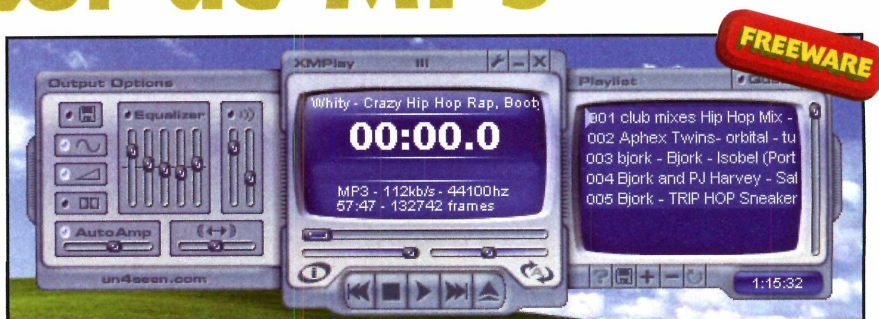 FREEWARE
Output Options
Equalizer
AutoAmp
un4seen.com
XMPlay
Whity - Crazy Hip Hop Rap, Booty
00:00.0
MP3 - 112kb/s - 44100hz
57:47 - 132742 frames
Playlist
001 club mixes Hip Hop Mix -
002 Aphex Twins- orbital - tu
003 bjork - Bjork - Isobel (Port
004 Bjork and PJ Harvey - Sat
005 Bjork - TRIP HOP Sneaker
1:15:32